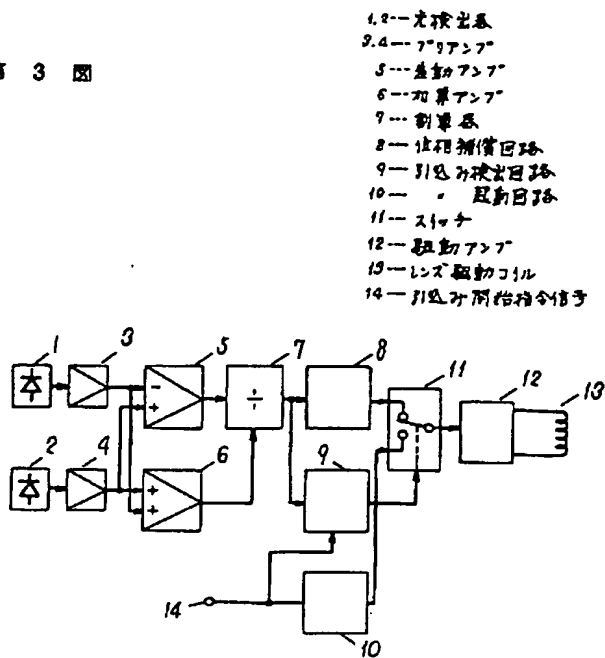 第 3 図
1,2--- 光検出器
3.4--- プリアンプ
5--- 差動アンプ
6--- 加算アンプ
7--- 割算器
8--- 位相補償回路
9--- 引込み検出回路
10--- 〃 起動回路
11--- スイッチ
12--- 駆動アンプ
13--- レンズ駆動コイル
14--- 引込み開始指令信号
1 3 5 7 8 11 12 13
- + ÷
2 4 6 9
+ +
14 10